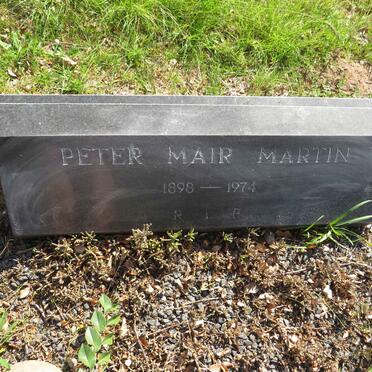 PETER MAIR MARTIN
1898 — 1974
R I P